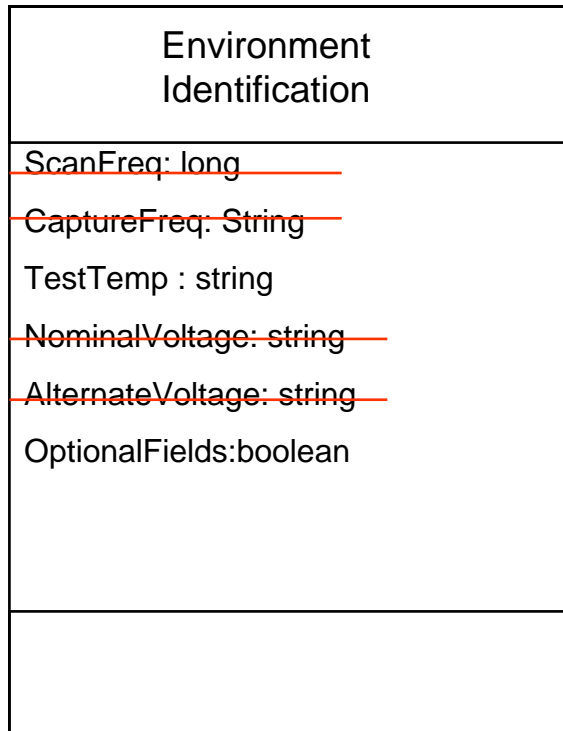 Environment
Identification
ScanFreq: long
CaptureFreq: String
TestTemp : string
NominalVoltage: string
AlternateVoltage: string
OptionalFields:boolean